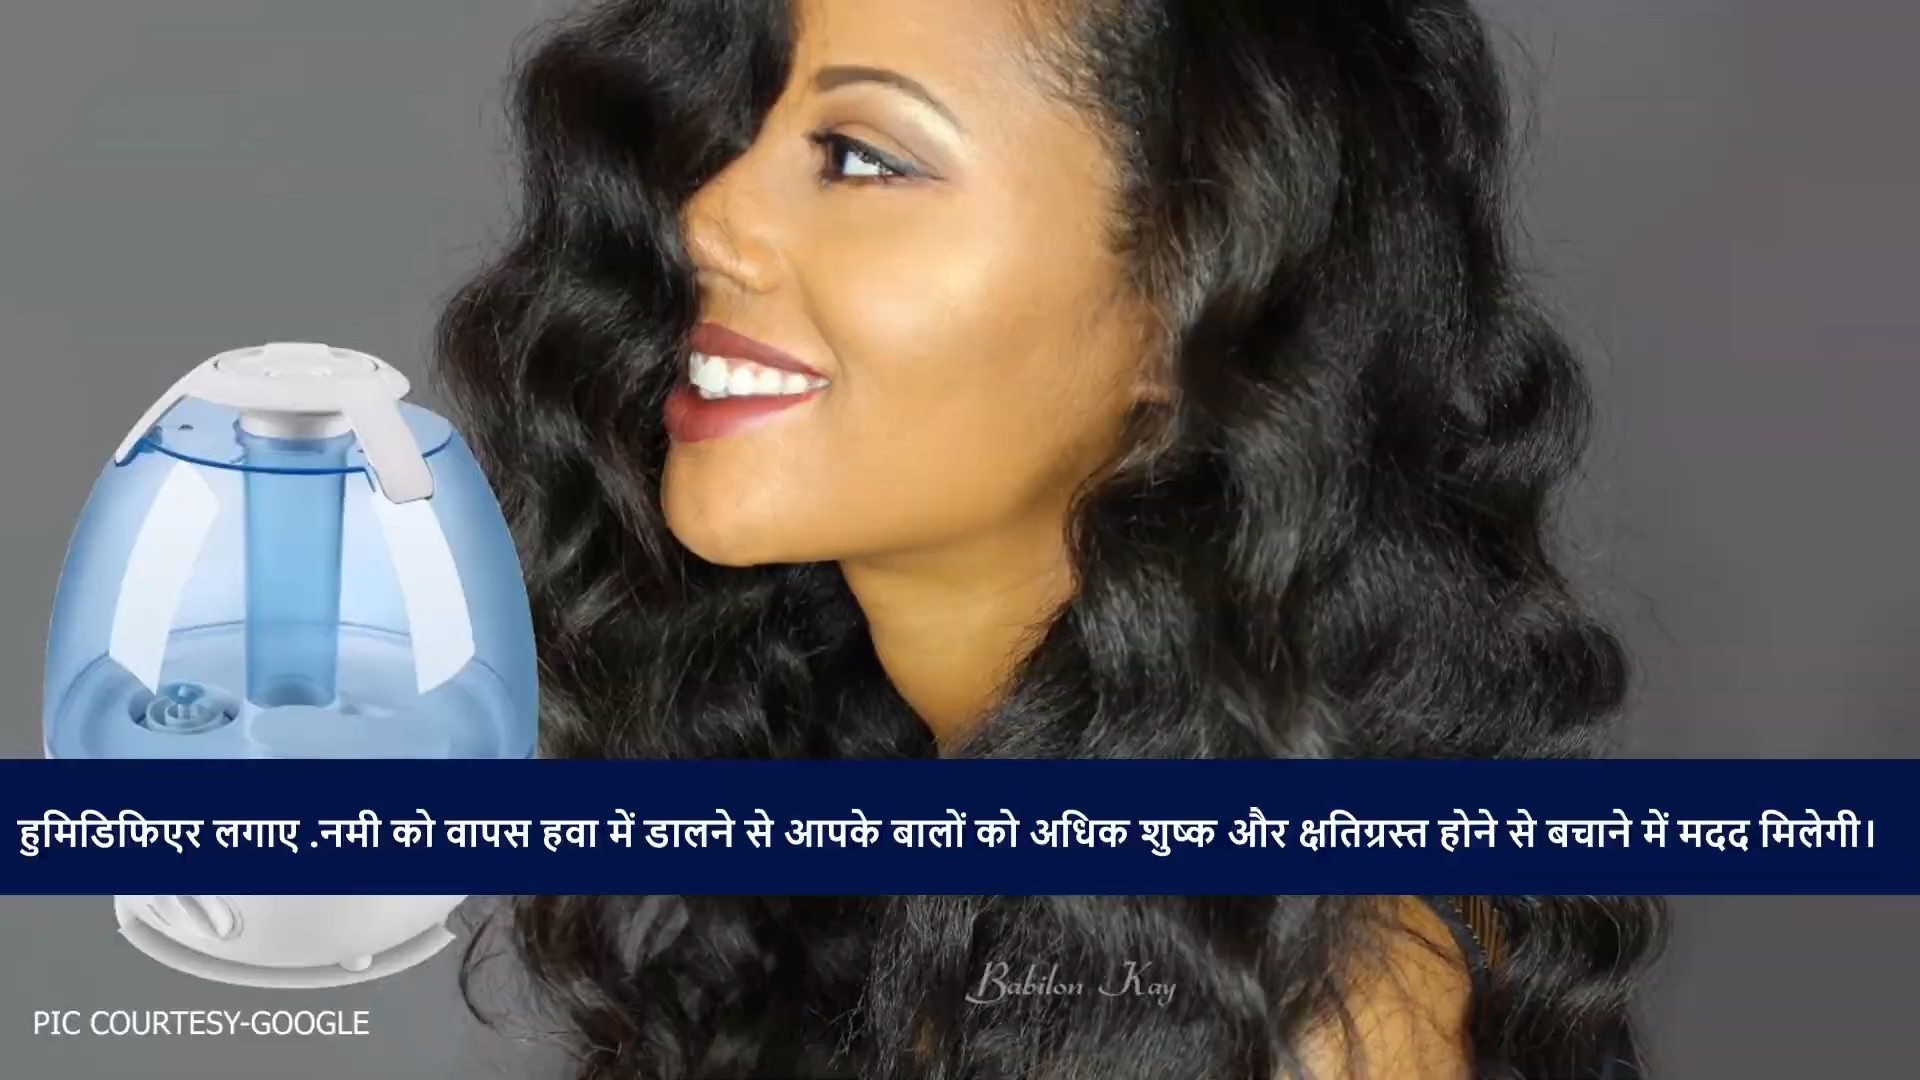 हुमिडिफिएर लगाए .नमी को वापस हवा में डालने से आपके बालों को अधिक शुष्क और क्षतिग्रस्त होने से बचाने में मदद मिलेगी।
Babilon Kay
PIC COURTESY-GOOGLE